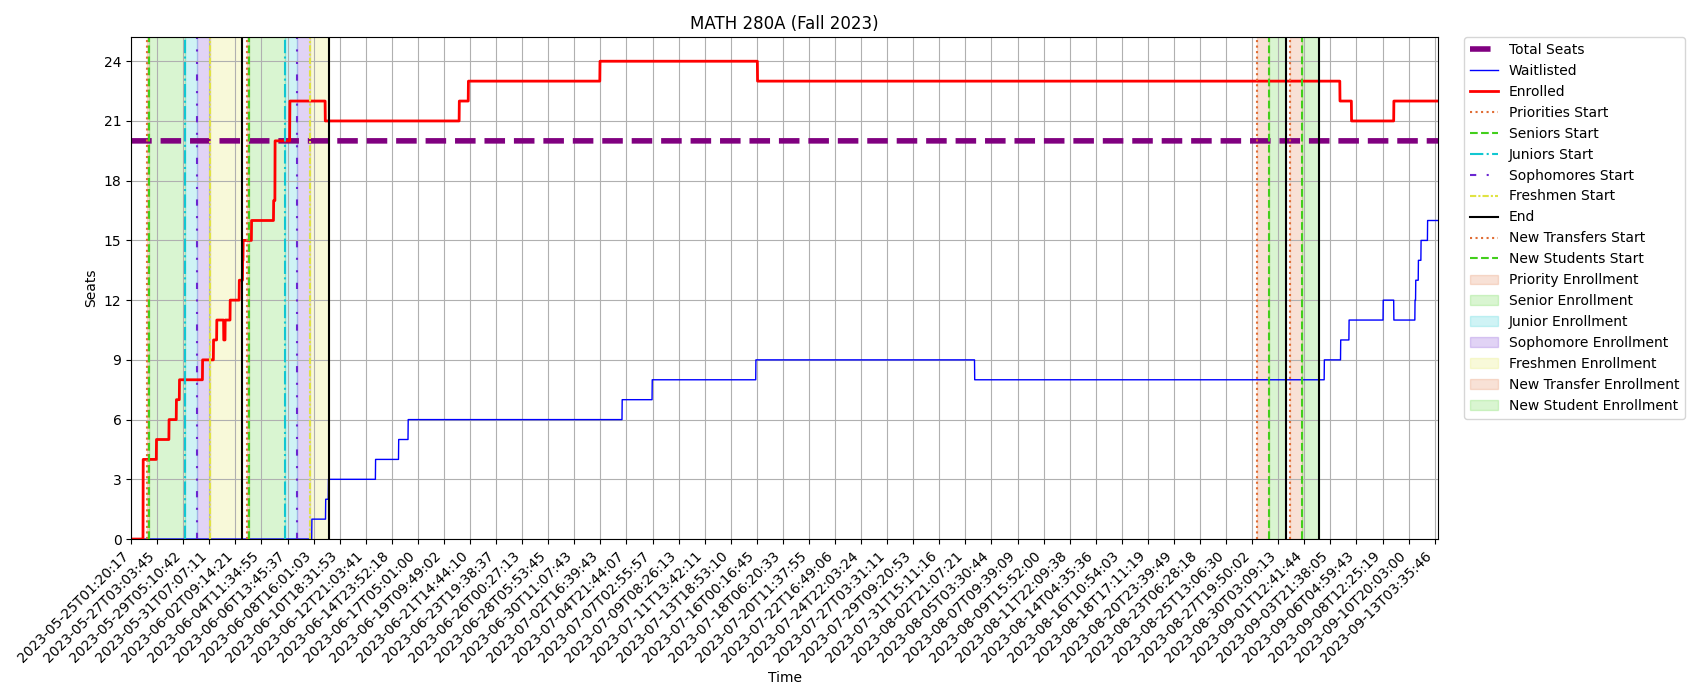 MATH 280A (Fall 2023)
Seats
24
21
18
15
12
9
6
3
0
2023-05-25T01:20:17
2023-05-27T03:03:45
2023-05-29T05:10:42
2023-05-31T07:07:11
2023-06-02T09:14:21
2023-06-04T11:34:55
2023-06-06T13:45:37
2023-06-08T16:01:03
2023-06-10T18:31:53
2023-06-12T21:03:41
2023-06-14T23:52:18
2023-06-17T05:01:00
2023-06-19T09:49:02
2023-06-21T14:44:10
2023-06-23T19:38:37
2023-06-26T00:27:13
2023-06-28T05:53:45
2023-06-30T11:07:43
2023-07-02T16:39:43
2023-07-04T21:44:07
2023-07-07T02:55:57
2023-07-09T08:26:13
2023-07-11T13:42:11
2023-07-13T18:53:10
2023-07-16T00:16:45
2023-07-18T06:20:33
2023-07-20T11:37:55
2023-07-22T16:49:06
2023-07-24T22:03:24
2023-07-27T03:31:11
2023-07-29T09:20:53
2023-07-31T15:11:16
2023-08-02T21:07:21
2023-08-05T03:30:44
2023-08-07T09:39:09
2023-08-09T15:52:00
2023-08-11T22:09:38
2023-08-14T04:35:36
2023-08-16T10:54:03
2023-08-18T17:11:19
2023-08-20T23:39:49
2023-08-23T06:28:18
2023-08-25T13:06:30
2023-08-27T19:50:02
2023-08-30T03:09:13
2023-09-01T12:41:44
2023-09-03T21:38:05
2023-09-06T04:59:43
2023-09-08T12:25:19
2023-09-10T20:03:00
2023-09-13T03:35:46
Time
Total Seats
Waitlisted
Enrolled
Priorities Start
Seniors Start
Juniors Start
Sophomores Start
Freshmen Start
End
New Transfers Start
New Students Start
Priority Enrollment
Senior Enrollment
Junior Enrollment
Sophomore Enrollment
Freshmen Enrollment
New Transfer Enrollment
New Student Enrollment